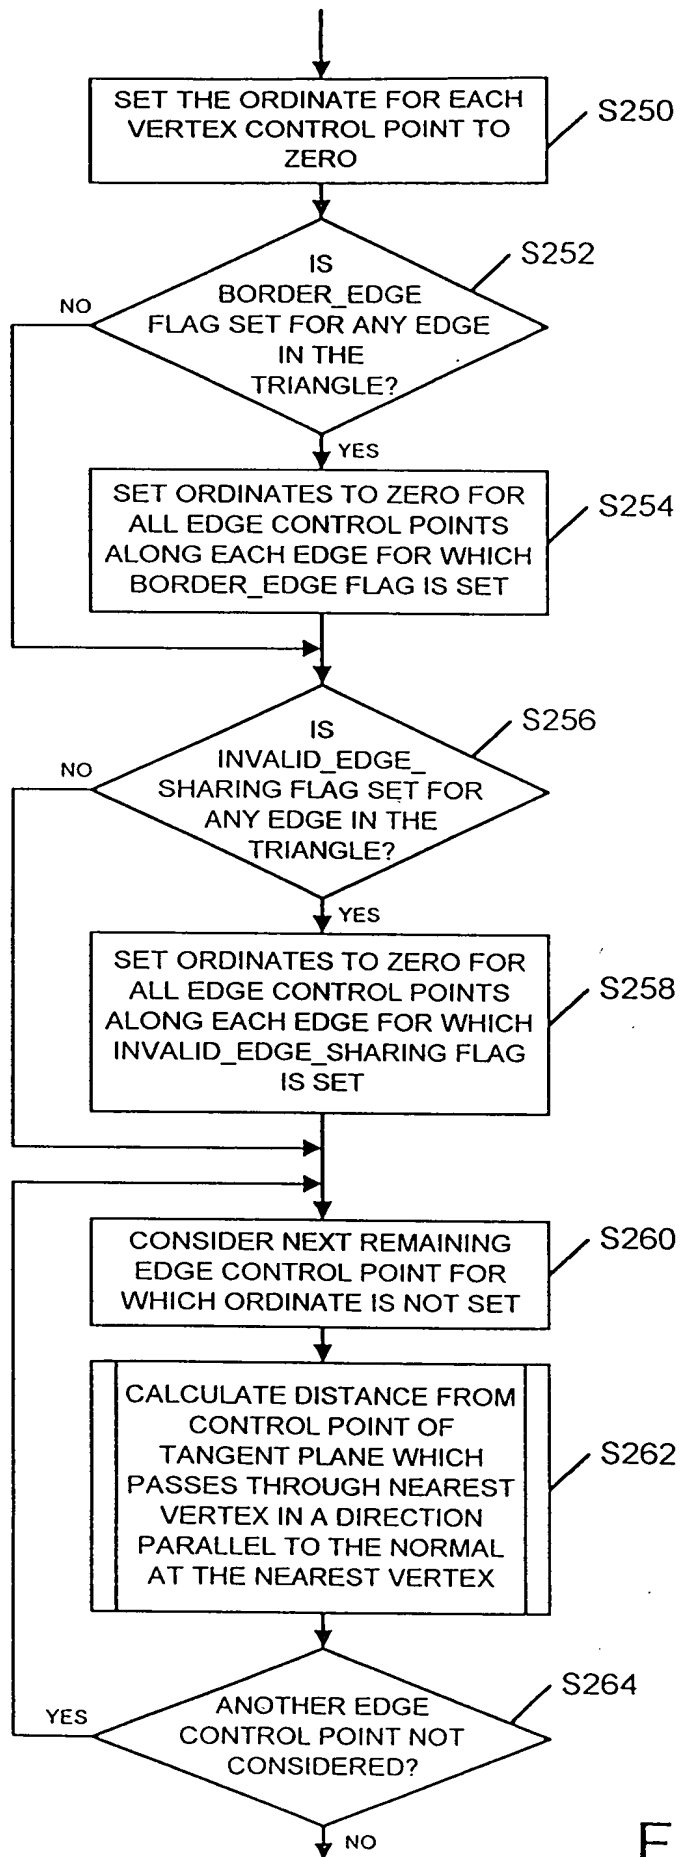 SET THE ORDINATE FOR EACH
VERTEX CONTROL POINT TO
ZERO
S250
IS
BORDER_EDGE
FLAG SET FOR ANY EDGE
IN THE
TRIANGLE?
S252
NO
YES
SET ORDINATES TO ZERO FOR
ALL EDGE CONTROL POINTS
ALONG EACH EDGE FOR WHICH
BORDER_EDGE FLAG IS SET
S254
IS
INVALID_EDGE_
SHARING FLAG SET FOR
ANY EDGE IN THE
TRIANGLE?
S256
NO
YES
SET ORDINATES TO ZERO FOR
ALL EDGE CONTROL POINTS
ALONG EACH EDGE FOR WHICH
INVALID_EDGE_SHARING FLAG
IS SET
S258
CONSIDER NEXT REMAINING
EDGE CONTROL POINT FOR
WHICH ORDINATE IS NOT SET
S260
CALCULATE DISTANCE FROM
CONTROL POINT OF
TANGENT PLANE WHICH
PASSES THROUGH NEAREST
VERTEX IN A DIRECTION
PARALLEL TO THE NORMAL
AT THE NEAREST VERTEX
S262
ANOTHER EDGE
CONTROL POINT NOT
CONSIDERED?
S264
YES
NO